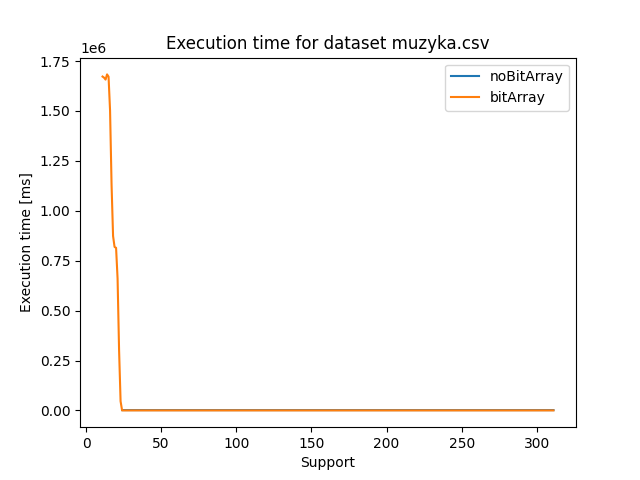 Execution time for dataset muzyka.csv
1e6
1.75
1.50
1.25
1.00
0.75
0.50
0.25
0.00
Execution time [ms]
noBitArray
bitArray
0 50 100 150 200 250 300
Support